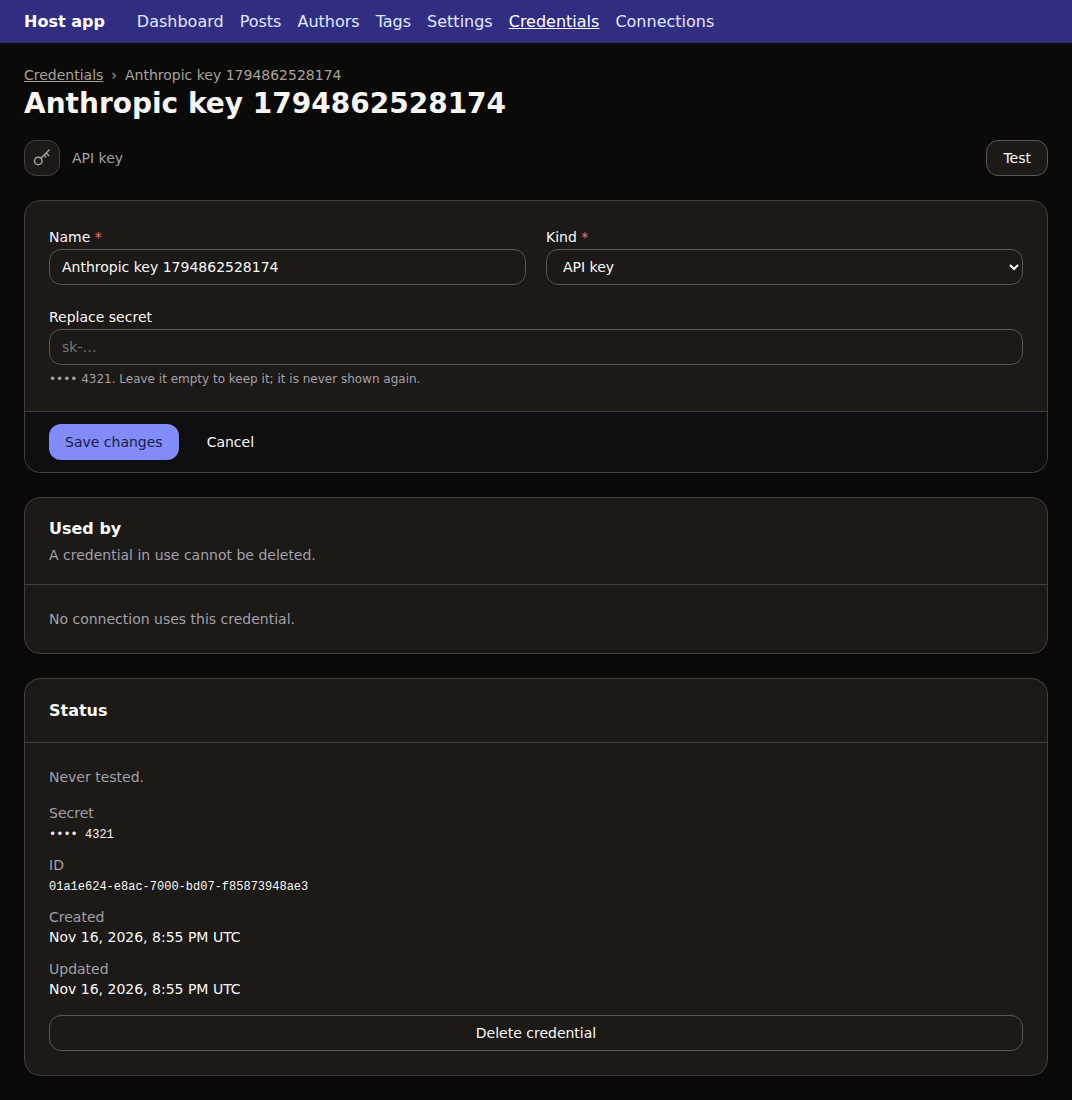 Host app Dashboard Posts Authors Tags Settings Credentials Connections
Credentials › Anthropic key 1794862528174
Anthropic key 1794862528174
API key Test
Name * Kind *
Anthropic key 1794862528174 API key
Replace secret
sk-...
•••• 4321. Leave it empty to keep it; it is never shown again.
Save changes Cancel
Used by
A credential in use cannot be deleted.
No connection uses this credential.
Status
Never tested.
Secret
•••• 4321
ID
01a1e624-e8ac-7000-bd07-f85873948ae3
Created
Nov 16, 2026, 8:55 PM UTC
Updated
Nov 16, 2026, 8:55 PM UTC
Delete credential